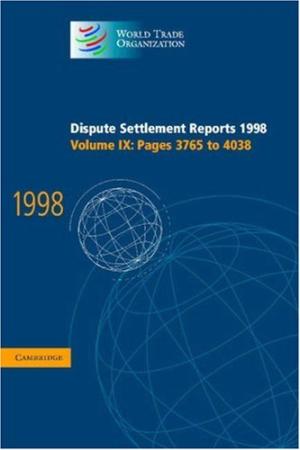 World Trade
Organization
Dispute Settlement Reports 1998
Volume IX: Pages 3765 to 4038
1998
Cambridge